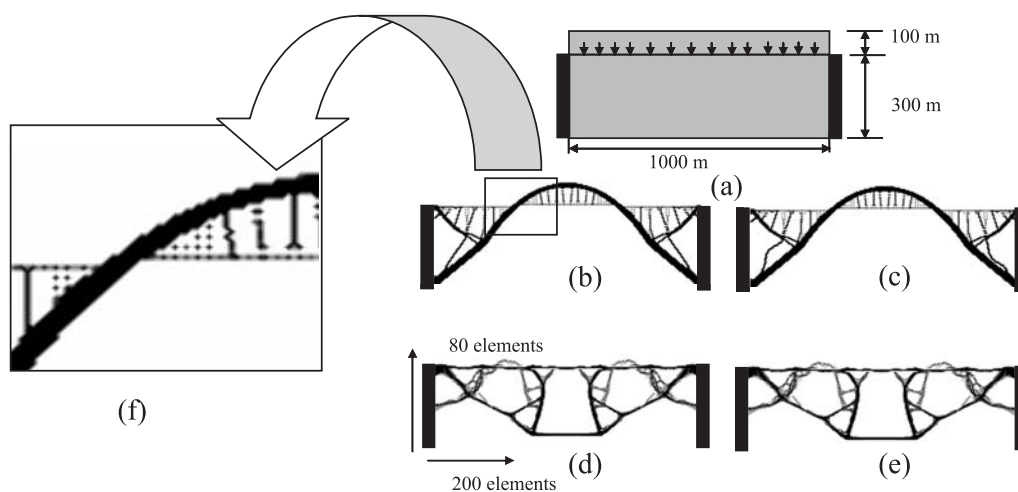 100 m
300 m
1000 m
(a)
(b)
(c)
80 elements
(f)
(d)
(e)
200 elements